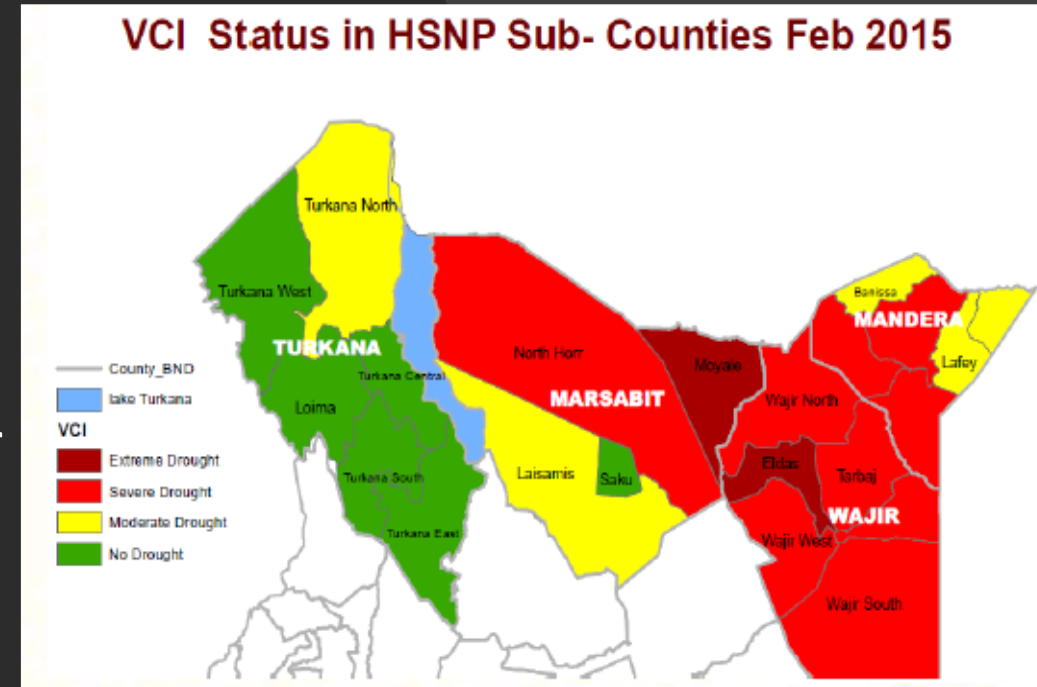 VCI Status in HSNP Sub- Counties Feb 2015
Turkana North
Turkana West
TURKANA
Turkana Central
Loima
Turkana South
Turkana East
North Horr
MARSABIT
Moyale
Laisamis
Saku
Banissa
MANDERA
Lafey
Wajir North
Eldas
Tarbaj
WAJIR
Wajir West
Wajir South
County_BND
lake Turkana
VCI
Extreme Drought
Severe Drought
Moderate Drought
No Drought